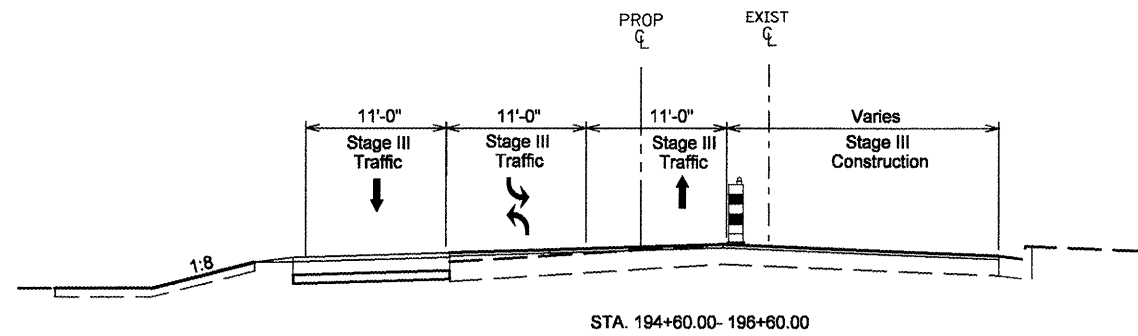 PROP
℄
EXIST
℄
11'-0"
11'-0"
11'-0"
Varies
Stage III
Traffic
Stage III
Traffic
Stage III
Traffic
Stage III
Construction
1:8
STA. 194+60.00- 196+60.00